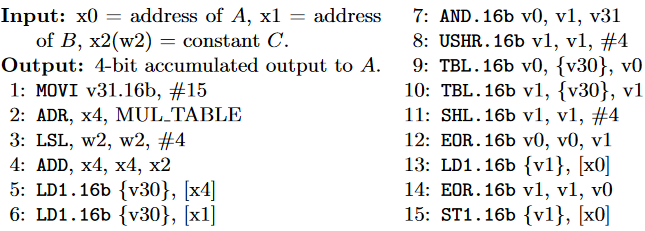 Input: x0 = address of A, x1 = address
of B, x2(w2) = constant C.
Output: 4-bit accumulated output to A.
1: MOVI v31.16b, #15
2: ADR, x4, MUL_TABLE
3: LSL, w2, w2, #4
4: ADD, x4, x4, x2
5: LD1.16b {v30}, [x4]
6: LD1.16b {v30}, [x1]
7: AND.16b v0, v1, v31
8: USHR.16b v1, v1, #4
9: TBL.16b v0, {v30}, v0
10: TBL.16b v1, {v30}, v1
11: SHL.16b v1, v1, #4
12: EOR.16b v0, v0, v1
13: LD1.16b {v1}, [x0]
14: EOR.16b v1, v1, v0
15: ST1.16b {v1}, [x0]